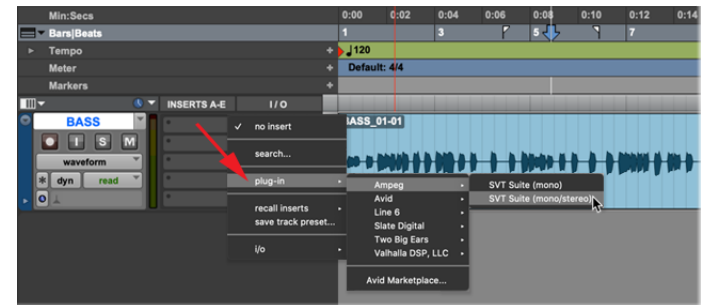 Min:Secs
0:00 0:02 0:04 0:06 0:08 0:10 0:12 0:14
Bars|Beats
1 3 5 7
Tempo
120
Meter
Default: 4/4
Markers
INSERTS A-E
I / O
BASS
I S M
waveform
dyn read
BASS_01-01
no insert
search...
plug-in
recall inserts
save track preset...
i/o
Ampeg
Avid
Line 6
Slate Digital
Two Big Ears
Valhalla DSP, LLC
Avid Marketplace...
SVT Suite (mono)
SVT Suite (mono/stereo)